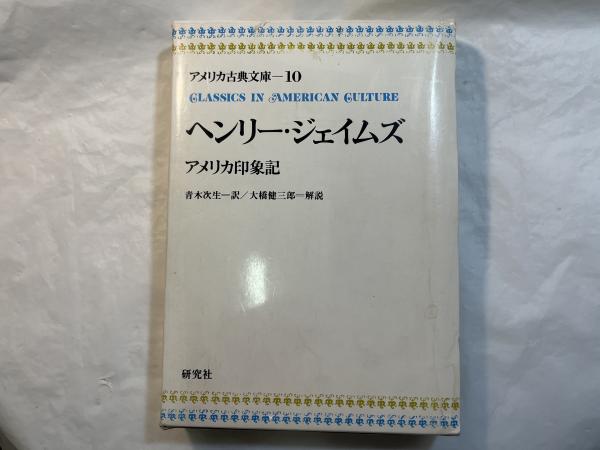 アメリカ古典文庫—10
CLASSICS IN AMERICAN CULTURE
ヘンリー・ジェイムズ
アメリカ印象記
青木次生—訳／大橋健三郎—解説
研究社